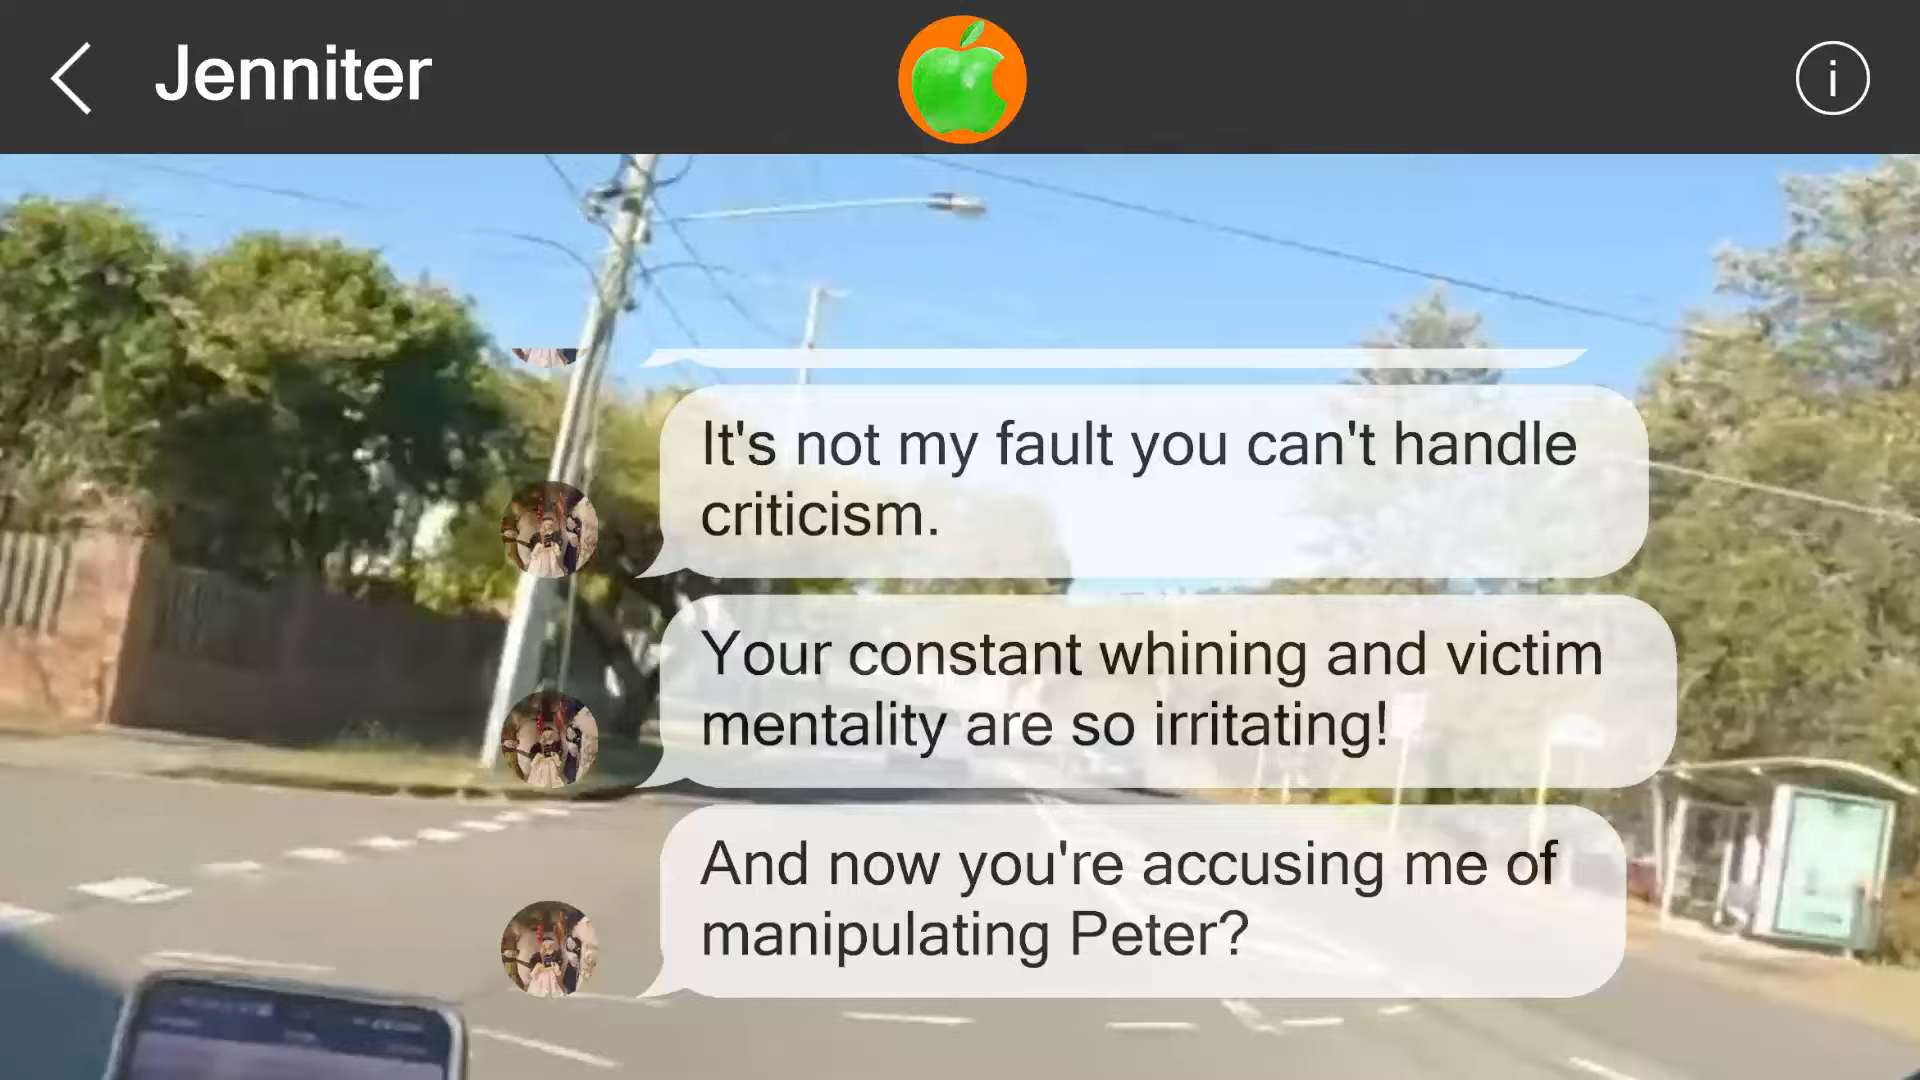 Jenniter
It's not my fault you can't handle
criticism.
Your constant whining and victim
mentality are so irritating!
And now you're accusing me of
manipulating Peter?